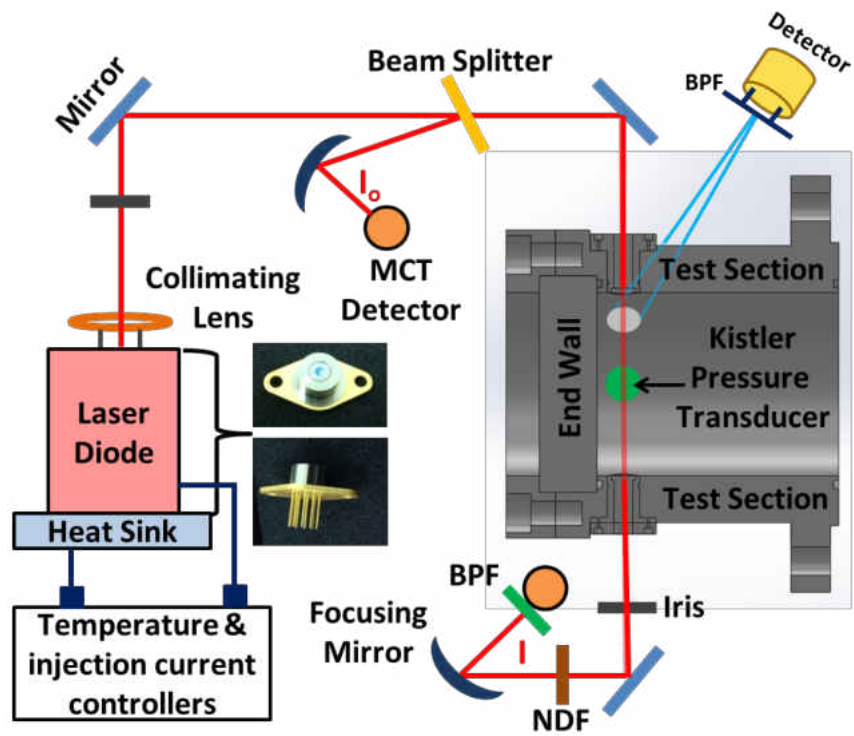 Mirror
Beam Splitter
Detector
BPF
I₀
MCT
Detector
Collimating
Lens
Test Section
Kistler
Pressure
Transducer
End Wall
Laser
Diode
Test Section
Heat Sink
BPF
Iris
Focusing
Mirror
I
NDF
Temperature &
injection current
controllers